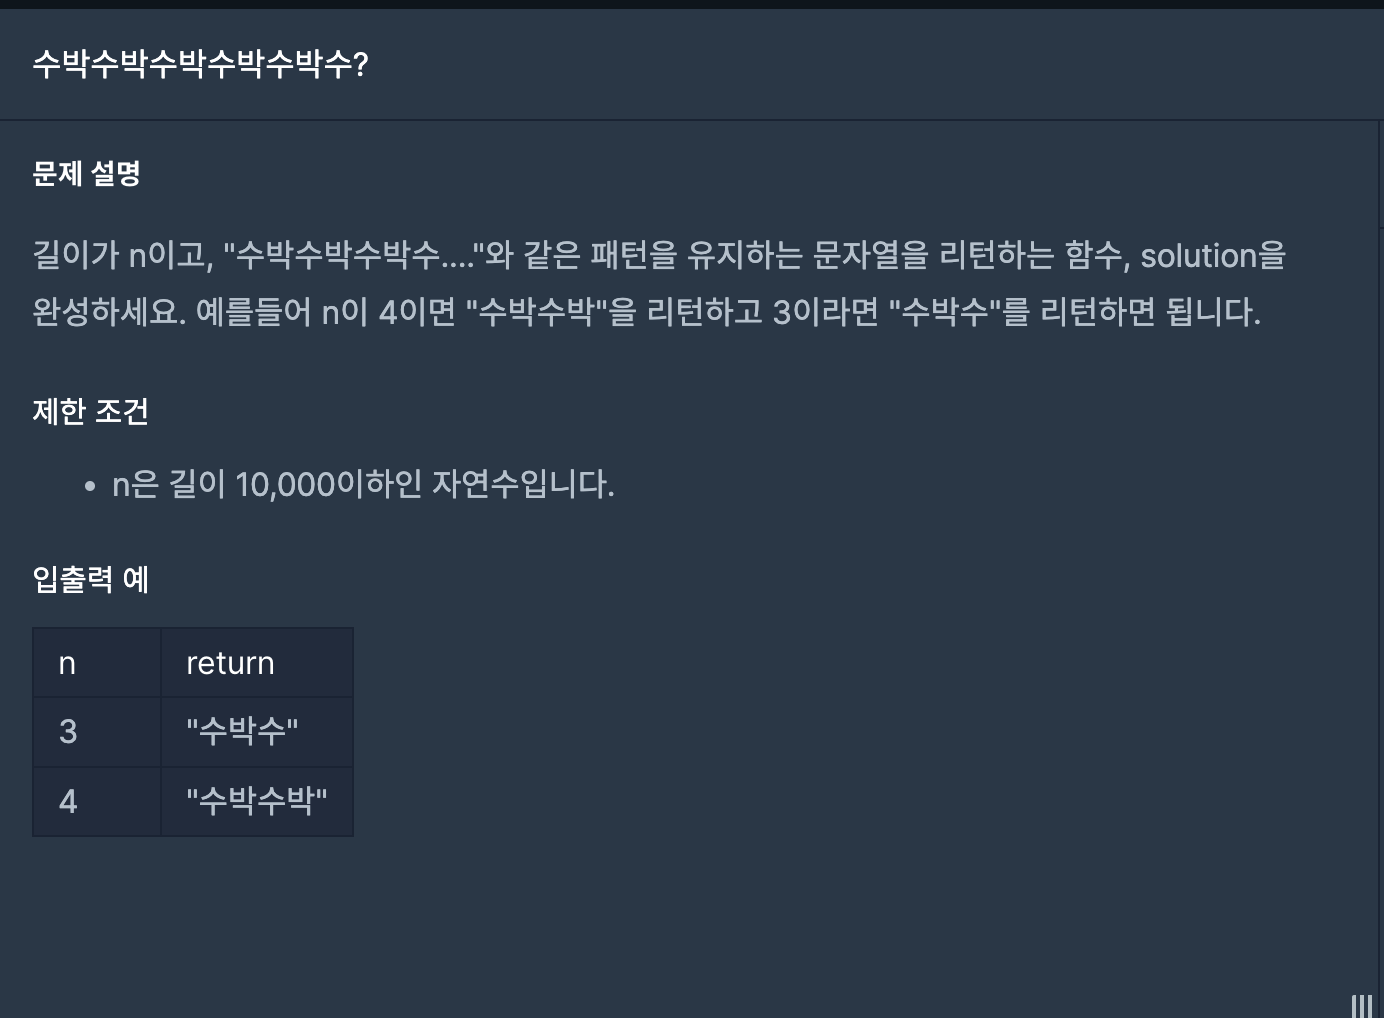 수박수박수박수박수박수?
문제 설명
길이가 n이고, "수박수박수박수...."와 같은 패턴을 유지하는 문자열을 리턴하는 함수, solution을
완성하세요. 예를들어 n이 4이면 "수박수박"을 리턴하고 3이라면 "수박수"를 리턴하면 됩니다.
제한 조건
• n은 길이 10,000이하인 자연수입니다.
입출력 예
n return
3 "수박수"
4 "수박수박"